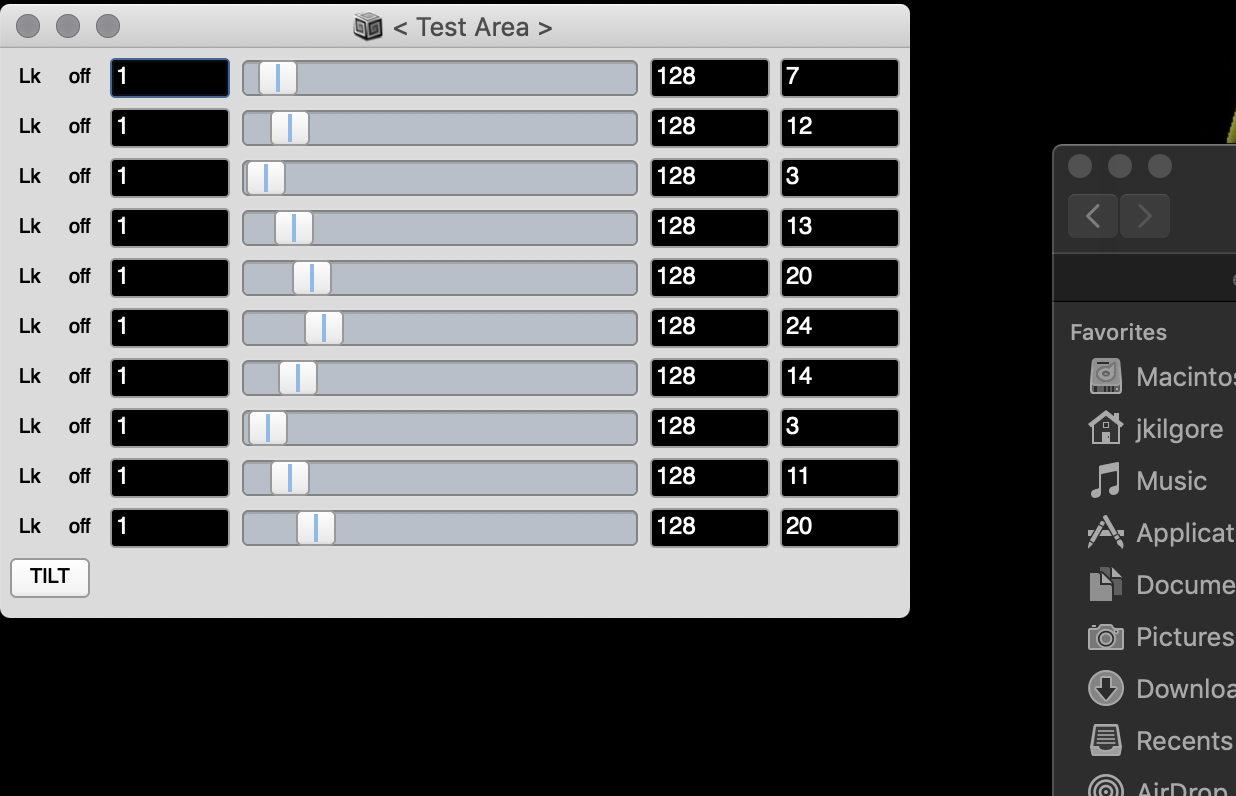 < Test Area >
Lk off 1 128 7
Lk off 1 128 12
Lk off 1 128 3
Lk off 1 128 13
Lk off 1 128 20
Lk off 1 128 24
Lk off 1 128 14
Lk off 1 128 3
Lk off 1 128 11
Lk off 1 128 20
TILT
Favorites
Macintos
jkilgore
Music
Applicat
Docume
Pictures
Downloa
Recents
AirDrop